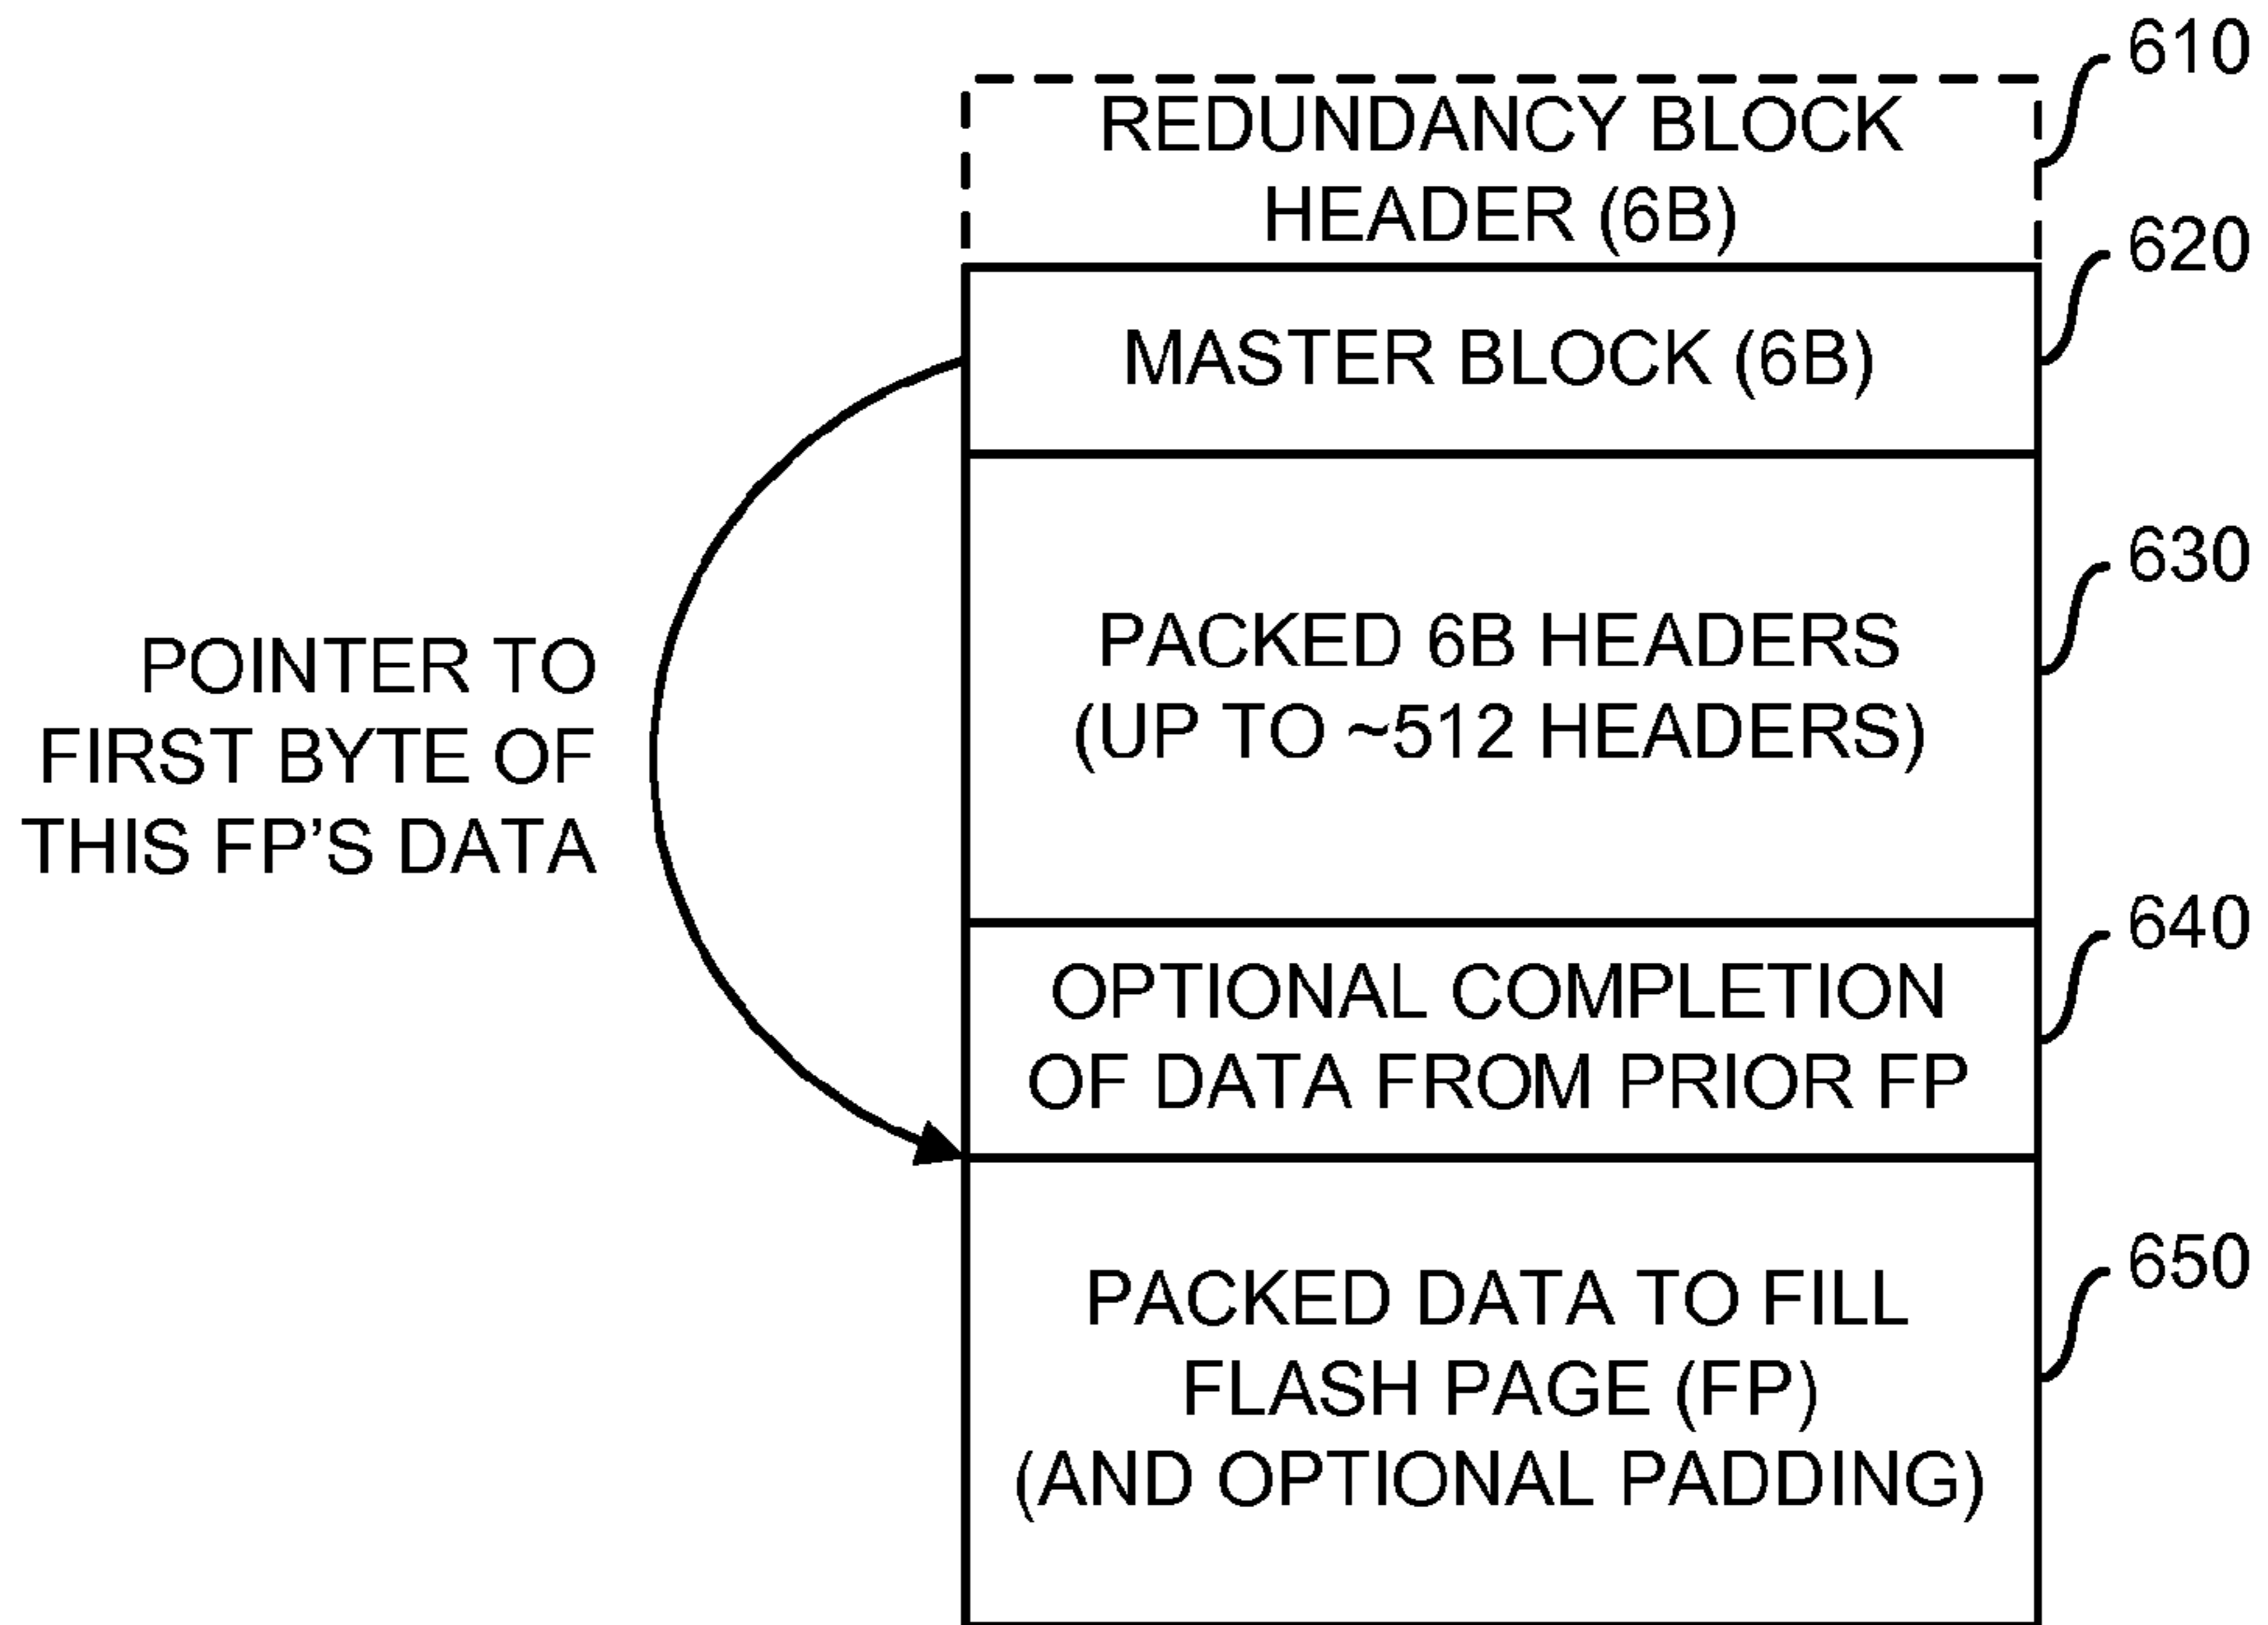 610
REDUNDANCY BLOCK
HEADER (6B)
620
MASTER BLOCK (6B)
630
PACKED 6B HEADERS
(UP TO ~512 HEADERS)
POINTER TO
FIRST BYTE OF
THIS FP'S DATA
640
OPTIONAL COMPLETION
OF DATA FROM PRIOR FP
650
PACKED DATA TO FILL
FLASH PAGE (FP)
(AND OPTIONAL PADDING)